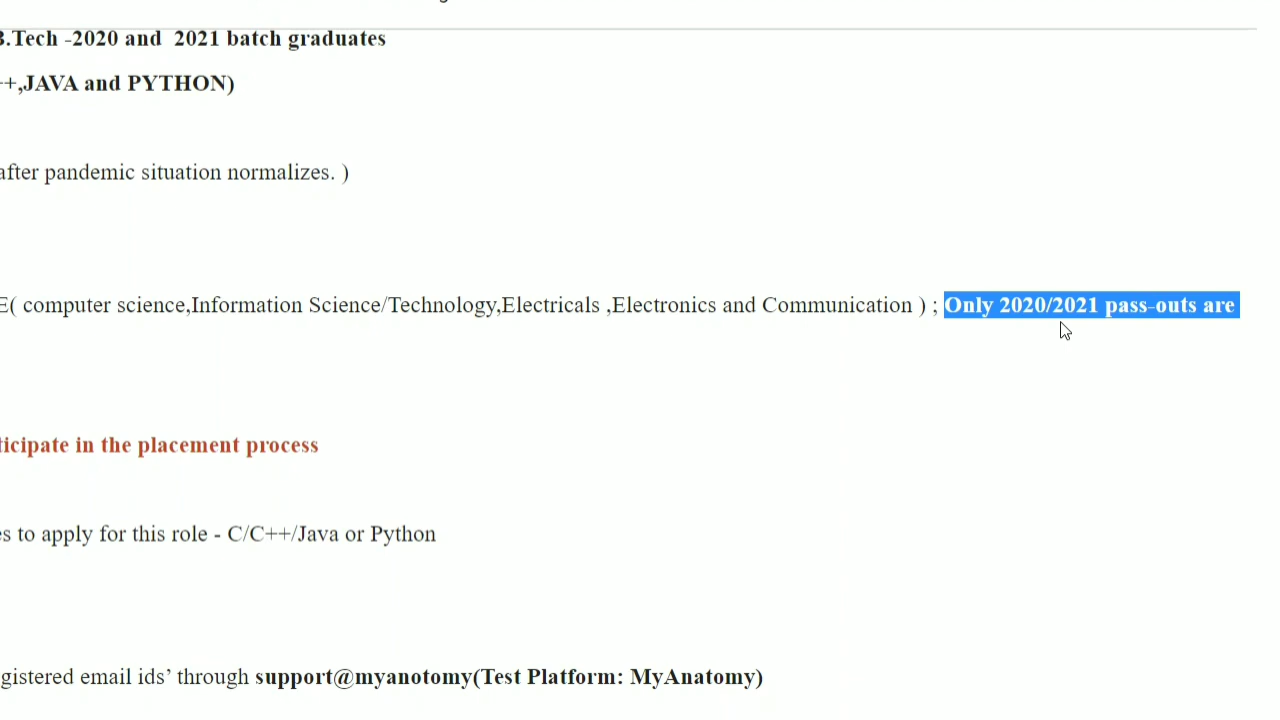 B.Tech -2020 and 2021 batch graduates
+,JAVA and PYTHON)
after pandemic situation normalizes. )
E( computer science,Information Science/Technology,Electricals ,Electronics and Communication ) ; Only 2020/2021 pass-outs are
ticipate in the placement process
es to apply for this role - C/C++/Java or Python
gistered email ids’ through support@myanotomy(Test Platform: MyAnatomy)